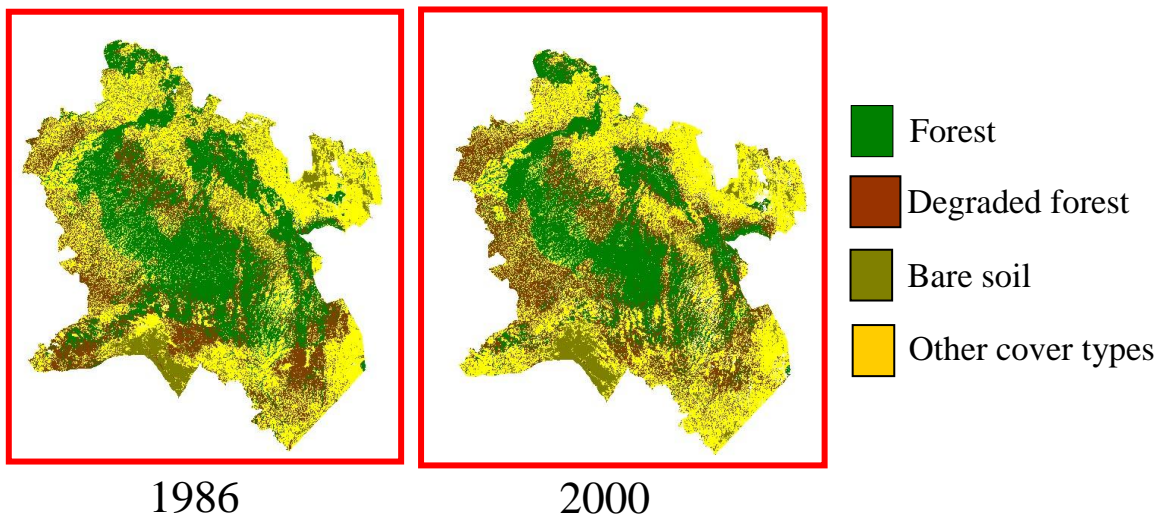 Forest
Degraded forest
Bare soil
Other cover types
1986
2000